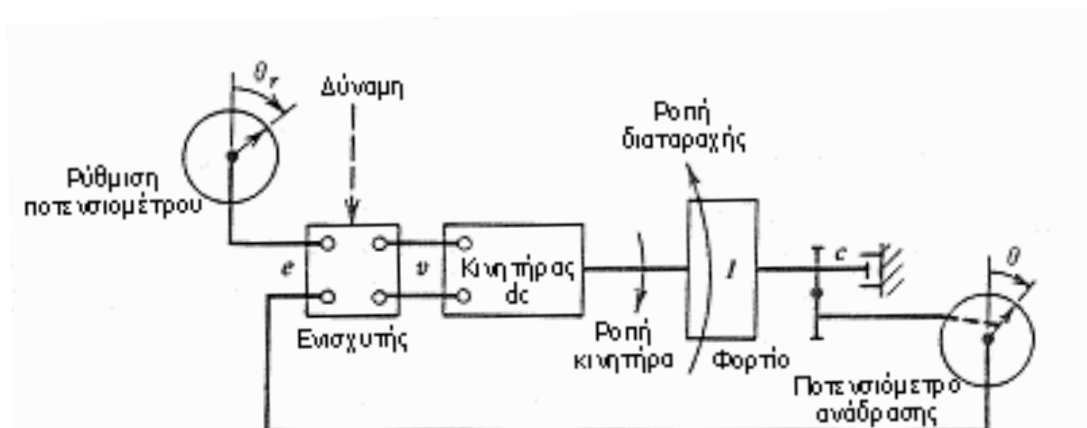 θr
Δύναμη
Ρύθμιση
ποτενσιομέτρου
Ροπή
διαταραχής
e
υ
Κινητήρας
dc
I
c
θ
Ενισχυτής
Ροπή
κινητήρα
Φορτίο
Ποτενσιόμετρο
ανάδρασης